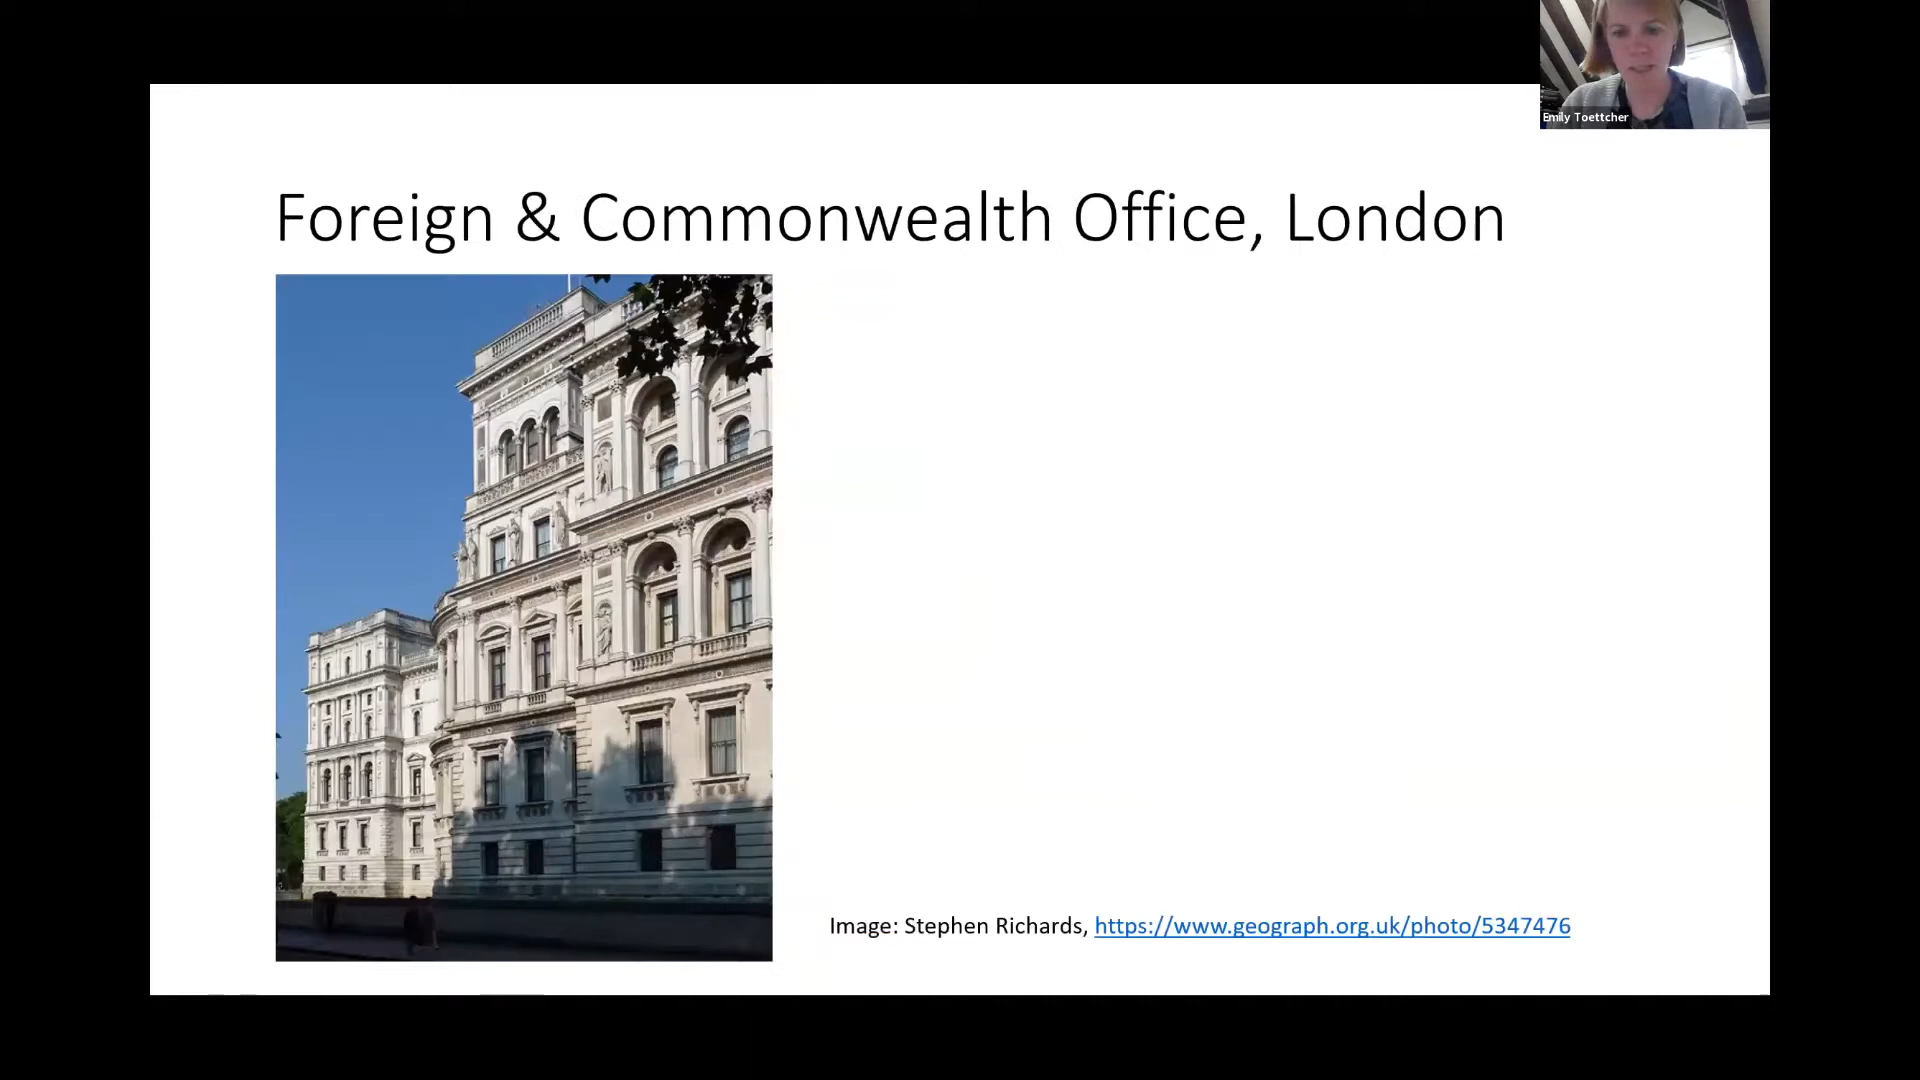 Emily Toettcher
Foreign & Commonwealth Office, London
Image: Stephen Richards, https://www.geograph.org.uk/photo/5347476